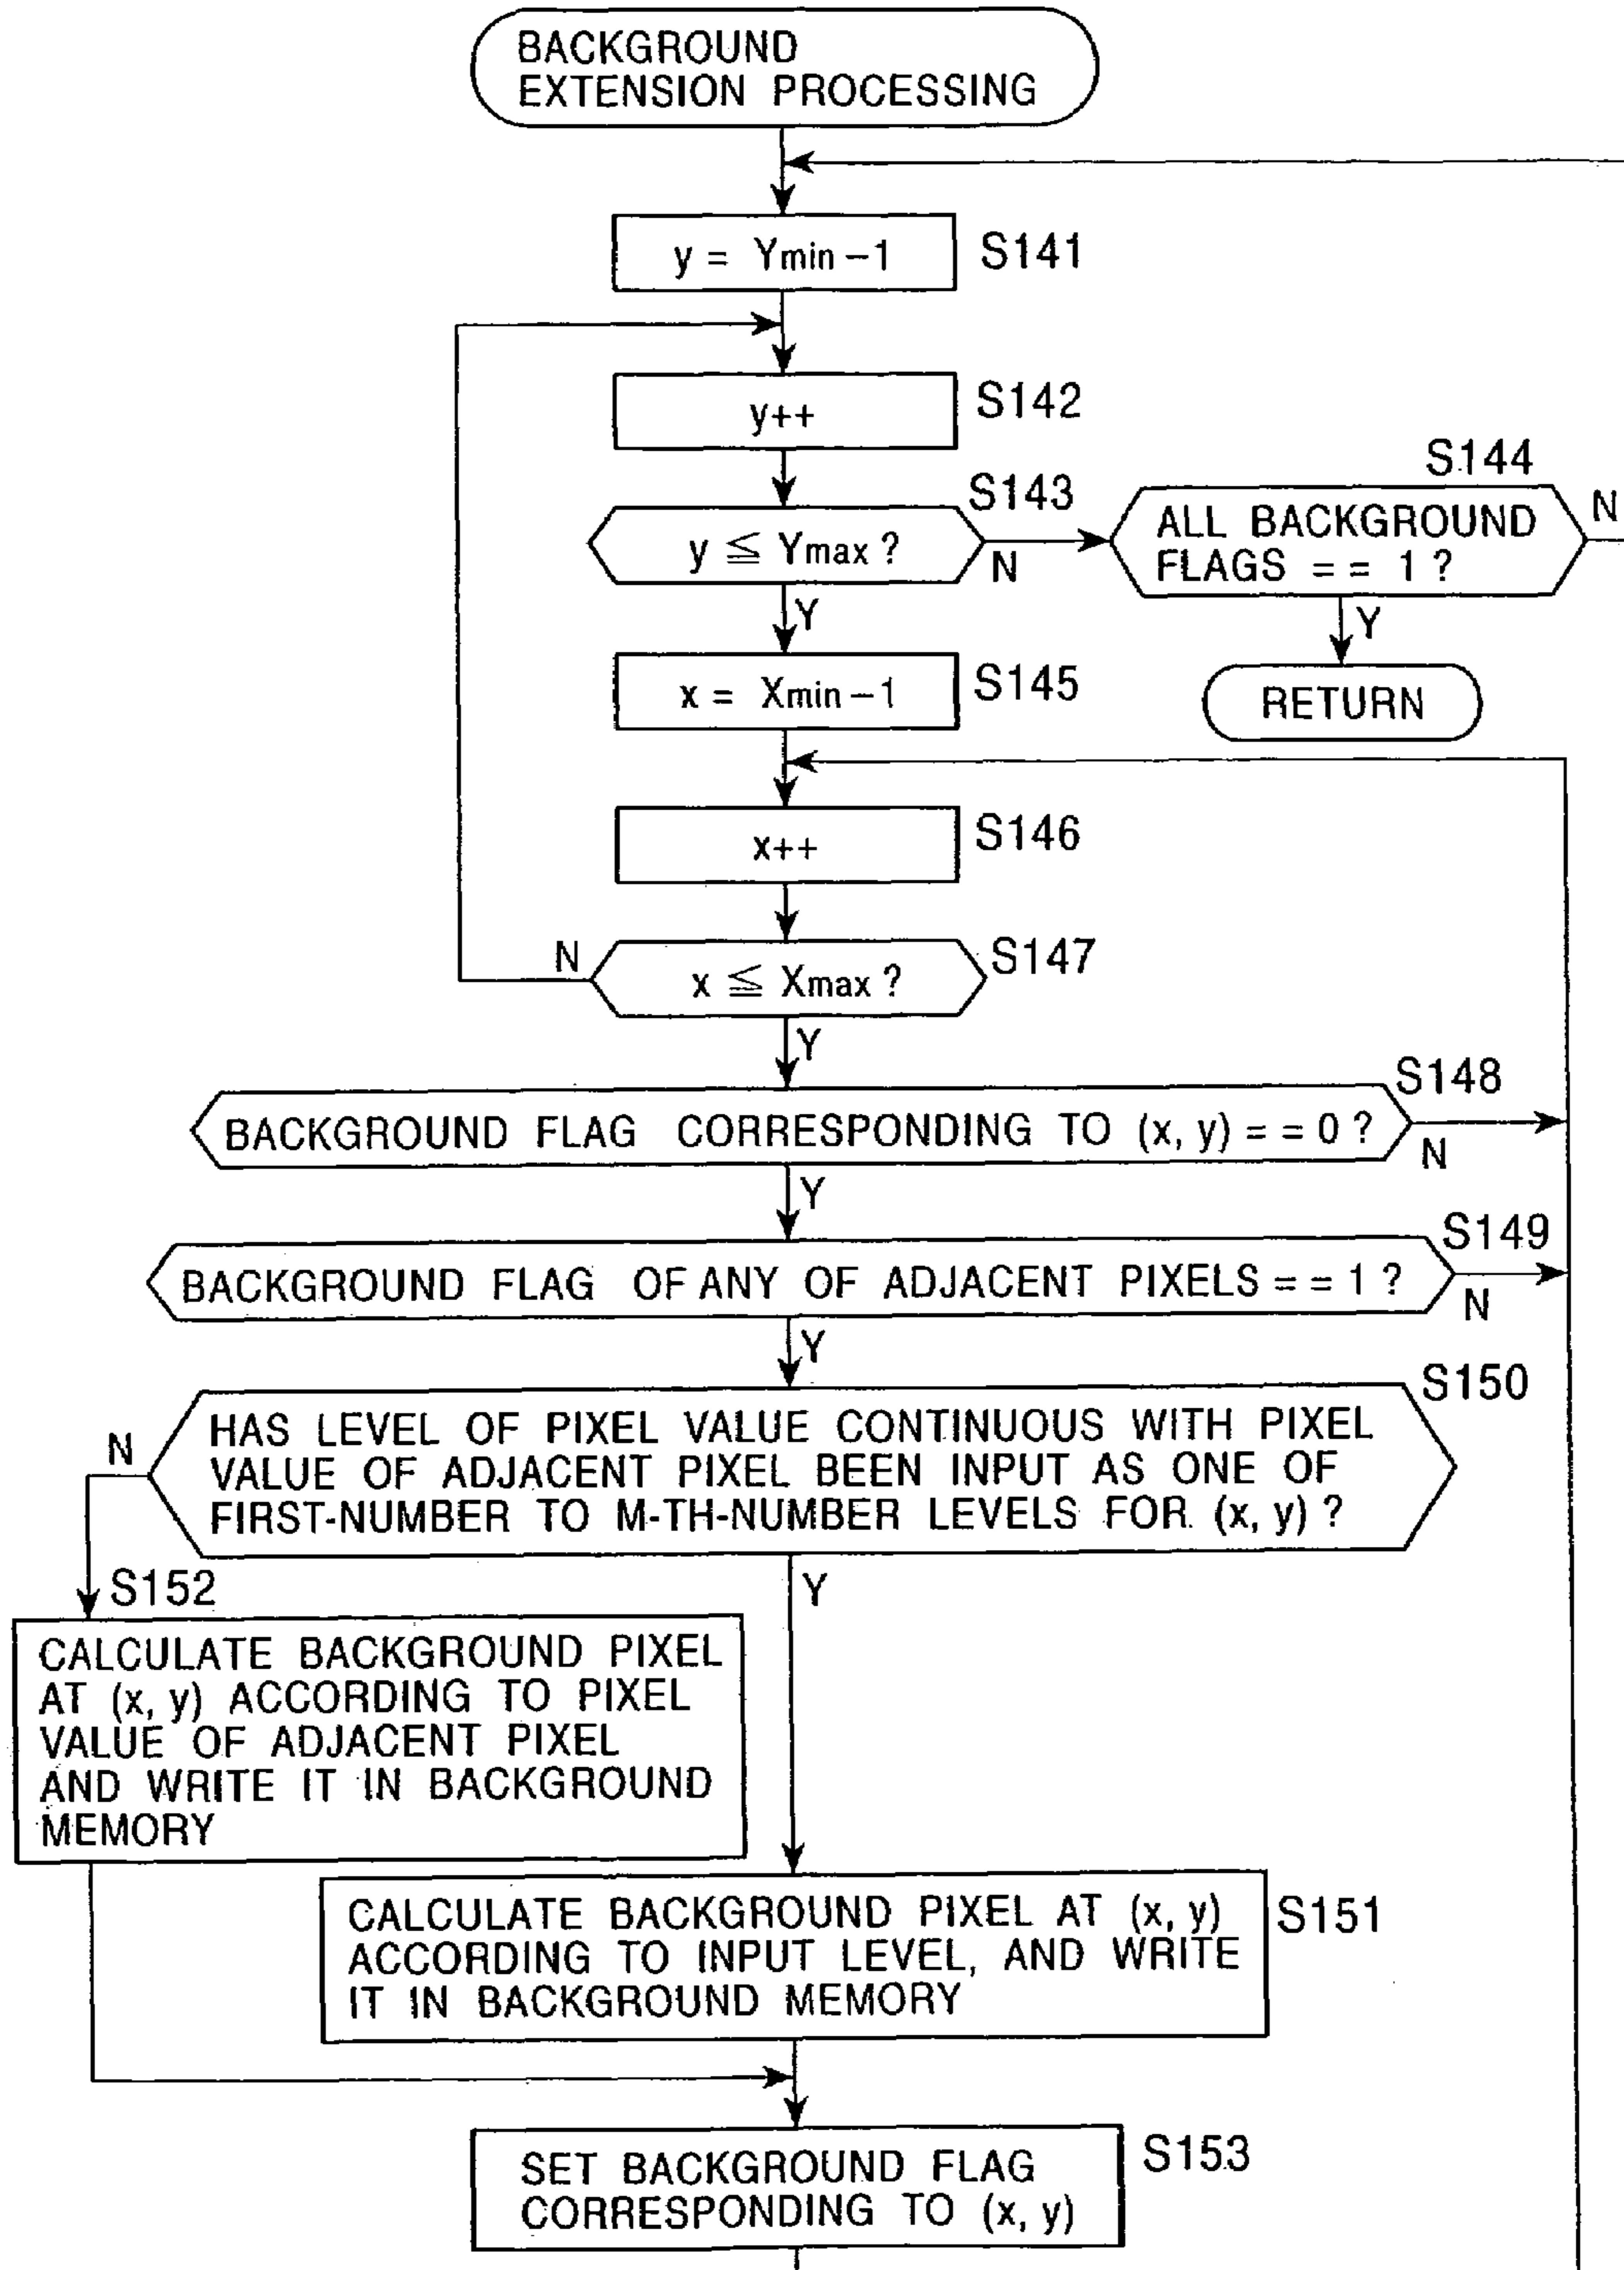 BACKGROUND
EXTENSION PROCESSING
y = Ymin - 1
S141
y++
S142
y ≦ Ymax ?
S143
N
Y
ALL BACKGROUND
FLAGS = = 1 ?
S144
N
Y
RETURN
x = Xmin - 1
S145
x++
S146
x ≦ Xmax ?
S147
N
Y
BACKGROUND FLAG CORRESPONDING TO (x, y) = = 0 ?
S148
N
Y
BACKGROUND FLAG OF ANY OF ADJACENT PIXELS = = 1 ?
S149
N
Y
HAS LEVEL OF PIXEL VALUE CONTINUOUS WITH PIXEL
VALUE OF ADJACENT PIXEL BEEN INPUT AS ONE OF
FIRST-NUMBER TO M-TH-NUMBER LEVELS FOR (x, y) ?
S150
N
Y
S152
CALCULATE BACKGROUND PIXEL
AT (x, y) ACCORDING TO PIXEL
VALUE OF ADJACENT PIXEL
AND WRITE IT IN BACKGROUND
MEMORY
CALCULATE BACKGROUND PIXEL AT (x, y)
ACCORDING TO INPUT LEVEL, AND WRITE
IT IN BACKGROUND MEMORY
S151
SET BACKGROUND FLAG
CORRESPONDING TO (x, y)
S153